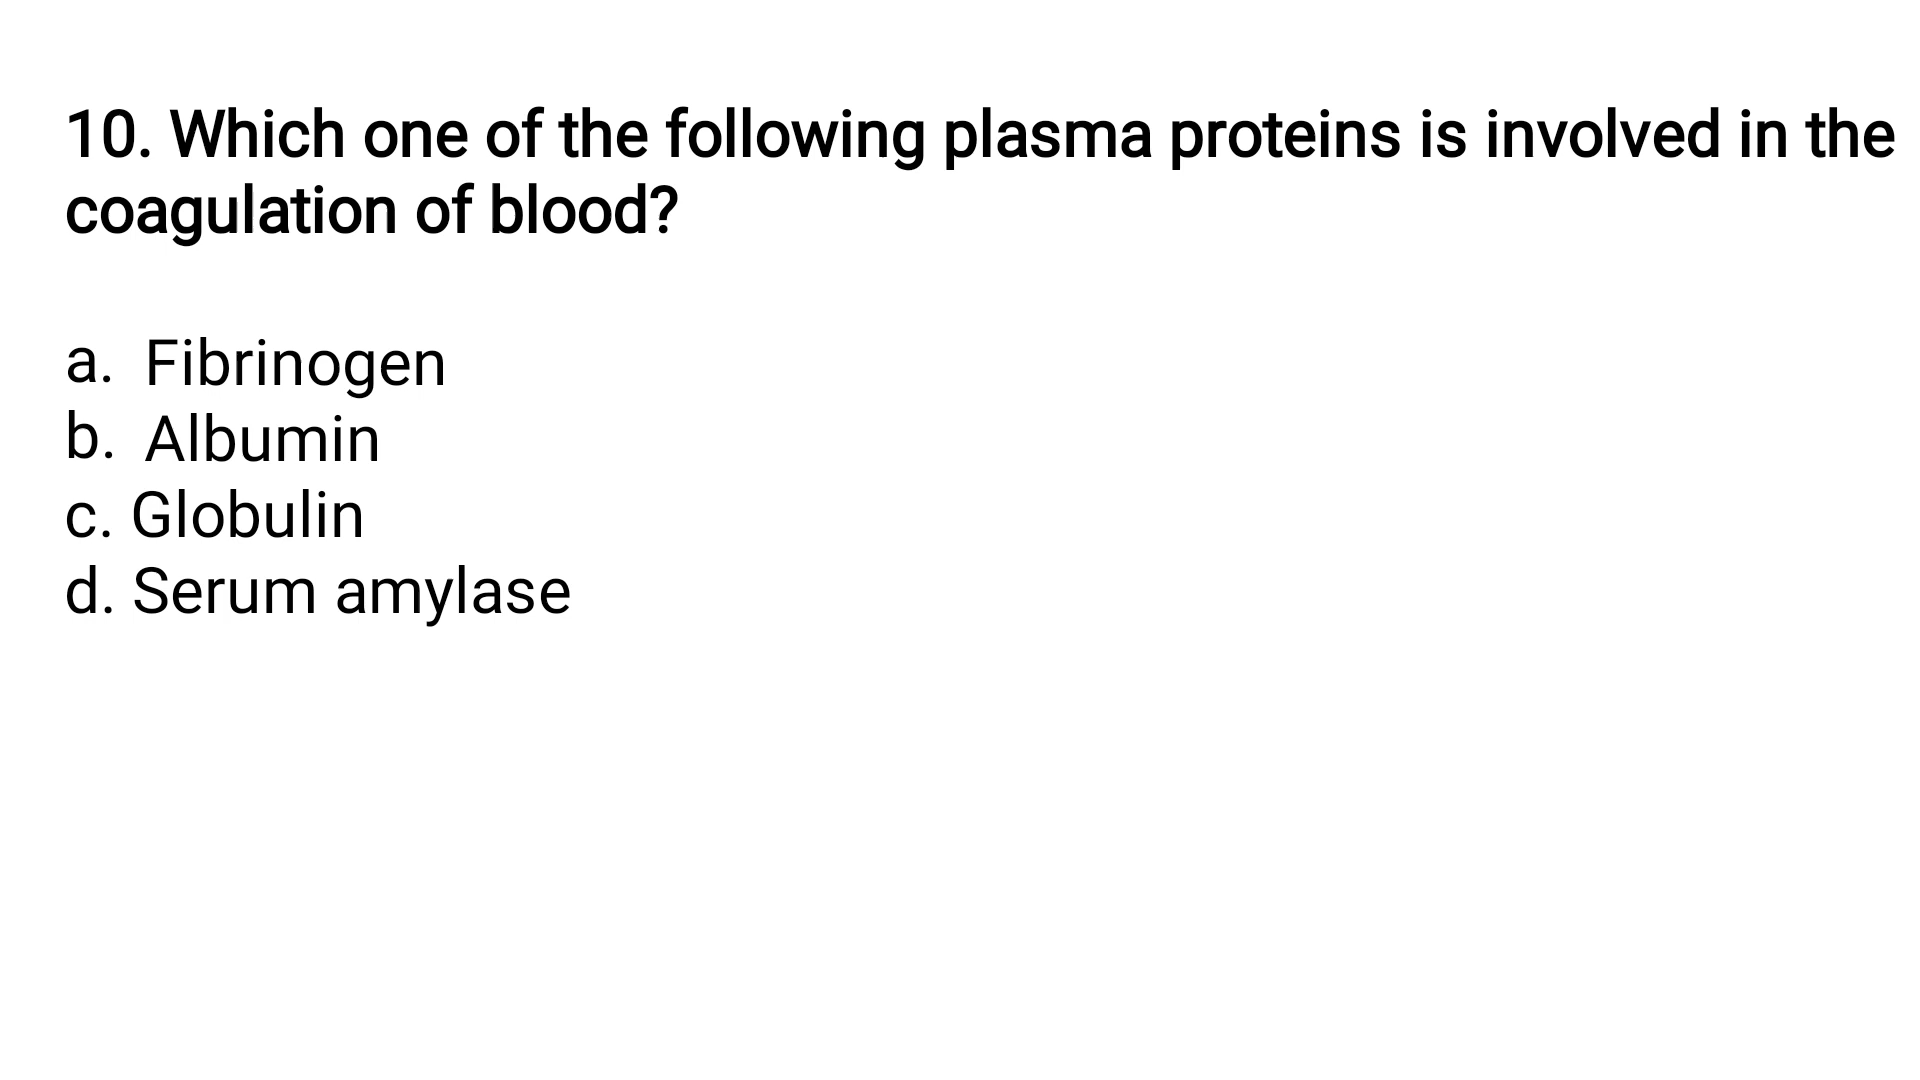 10. Which one of the following plasma proteins is involved in the
coagulation of blood?
a. Fibrinogen
b. Albumin
c. Globulin
d. Serum amylase